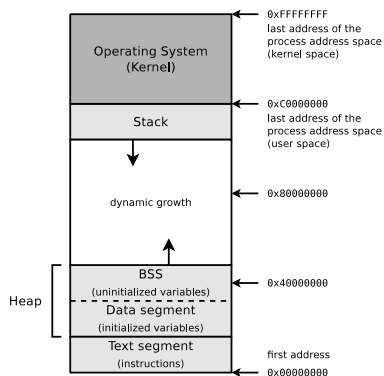 0xFFFFFFFF
last address of the
process address space
(kernel space)
Operating System
(Kernel)
0xC0000000
last address of the
process address space
(user space)
Stack
0x80000000
dynamic growth
BSS
(uninitialized variables)
0x40000000
Heap
Data segment
(initialized variables)
Text segment
(instructions)
first address
0x00000000